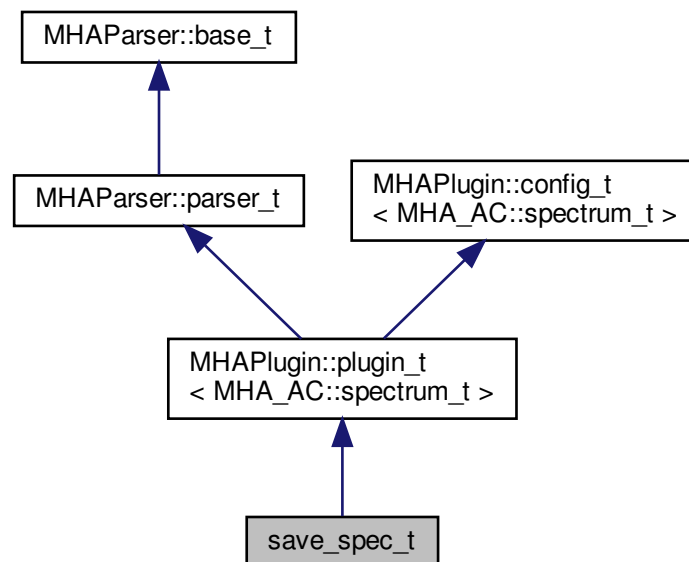 MHAParser::base_t
MHAParser::parser_t
MHAPlugin::config_t
< MHA_AC::spectrum_t >
MHAPlugin::plugin_t
< MHA_AC::spectrum_t >
save_spec_t